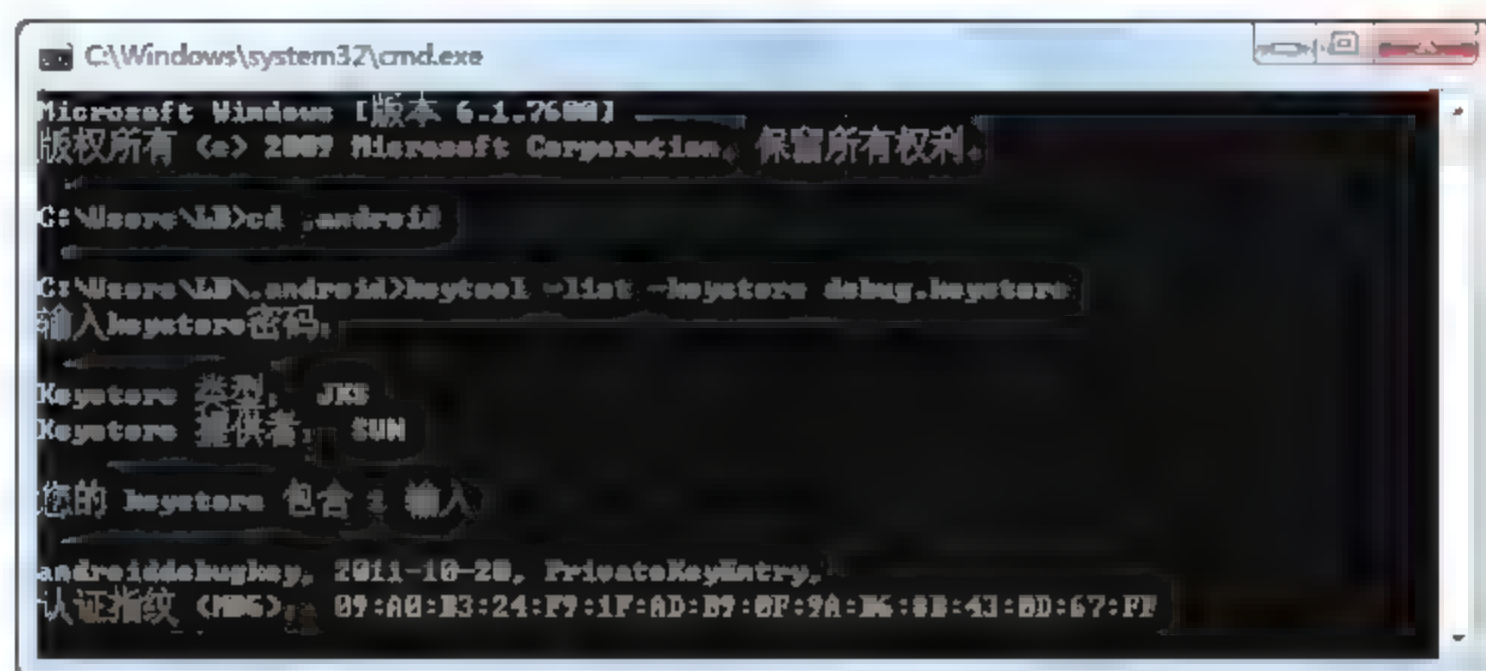 C:\Windows\system32\cmd.exe
Microsoft Windows [版本 6.1.7600]
版权所有 (c) 2009 Microsoft Corporation。保留所有权利。
C:\Users\LB>cd .android
C:\Users\LB\.android>keytool -list -keystore debug.keystore
输入keystore密码：
Keystore 类型： JKS
Keystore 提供者： SUN
您的 keystore 包含 1 输入
androiddebugkey, 2011-10-20, PrivateKeyEntry,
认证指纹 (MD5)：